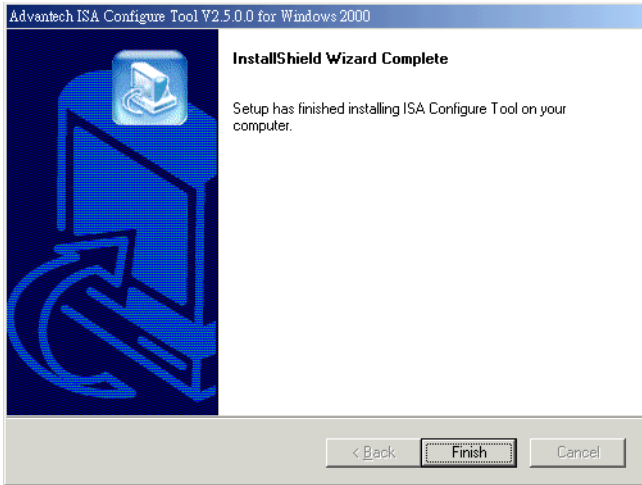 Advantech ISA Configure Tool V2.5.0.0 for Windows 2000
InstallShield Wizard Complete
Setup has finished installing ISA Configure Tool on your
computer.
< Back
Finish
Cancel